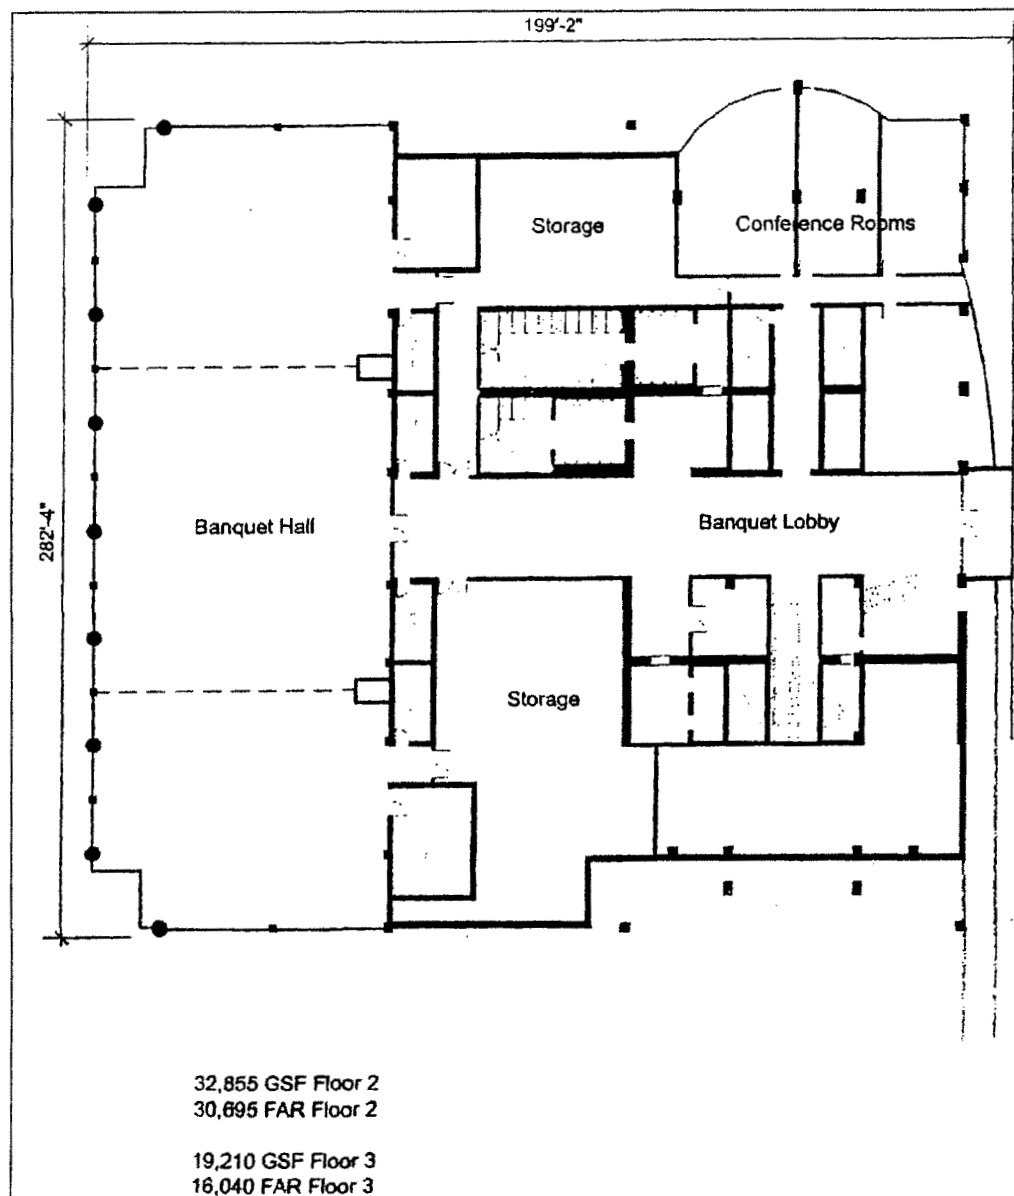 199'-2"
Storage
Conference Rooms
282'-4"
Banquet Hall
Banquet Lobby
Storage
32,855 GSF Floor 2
30,695 FAR Floor 2
19,210 GSF Floor 3
16,040 FAR Floor 3